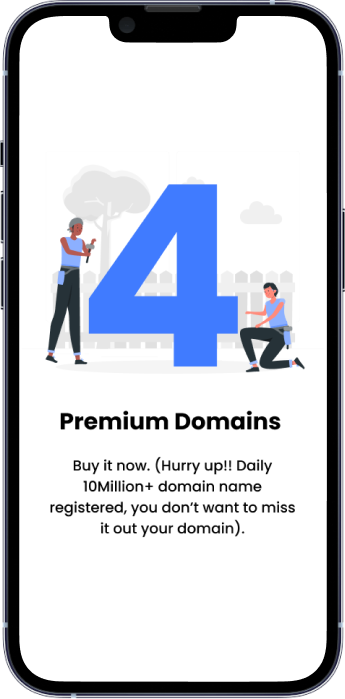 4
Premium Domains
Buy it now. (Hurry up!! Daily
10Million+ domain name
registered, you don’t want to miss
it out your domain).